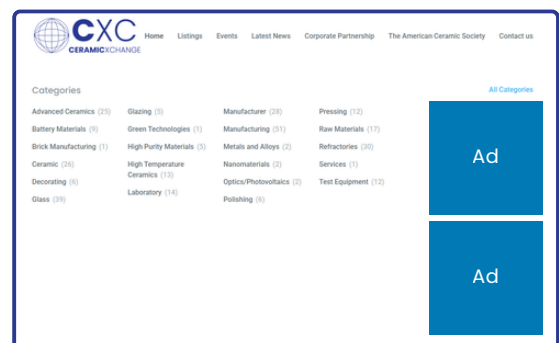 CXC
CERAMICXCHANGE
Home Listings Events Latest News Corporate Partnership The American Ceramic Society Contact us
Categories
All Categories
Advanced Ceramics (25)
Battery Materials (9)
Brick Manufacturing (1)
Ceramic (26)
Decorating (6)
Glass (39)
Glazing (5)
Green Technologies (1)
High Purity Materials (5)
High Temperature
Ceramics (13)
Laboratory (14)
Manufacturer (28)
Manufacturing (51)
Metals and Alloys (2)
Nanomaterials (2)
Optics/Photovoltaics (2)
Polishing (6)
Pressing (12)
Raw Materials (17)
Refractories (30)
Services (1)
Test Equipment (12)
Ad
Ad